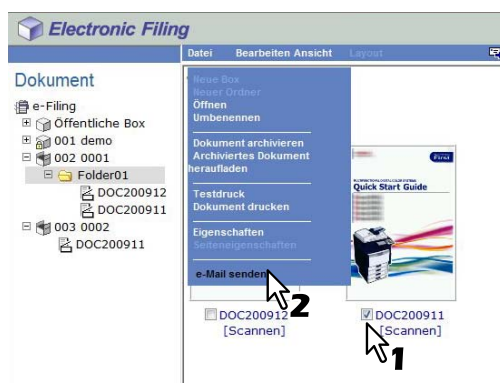 Electronic Filing
Datei Bearbeiten Ansicht Layout
Dokument
e-Filing
Öffentliche Box
001 demo
002 0001
Folder01
DOC200912
DOC200911
003 0002
DOC200911
Neue Box
Neuer Ordner
Öffnen
Umbenennen
Dokument archivieren
Archiviertes Dokument
heraufladen
Testdruck
Dokument drucken
Eigenschaften
Seiteneigenschaften
e-Mail senden
2
DOC200912
[Scannen]
Quick Start Guide
DOC200911
[Scannen]
1